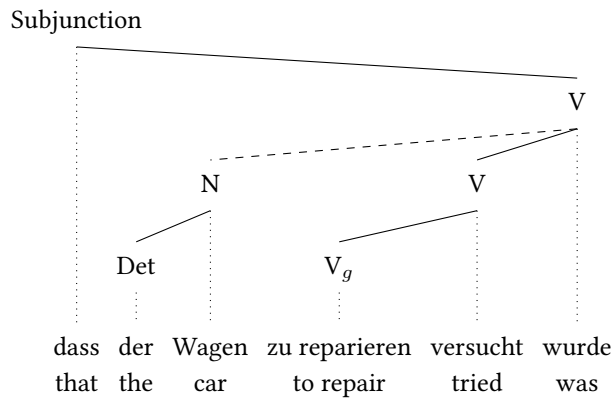 Subjunction
V
N V
Det V_g
dass der Wagen zu reparieren versucht wurde
that the car to repair tried was